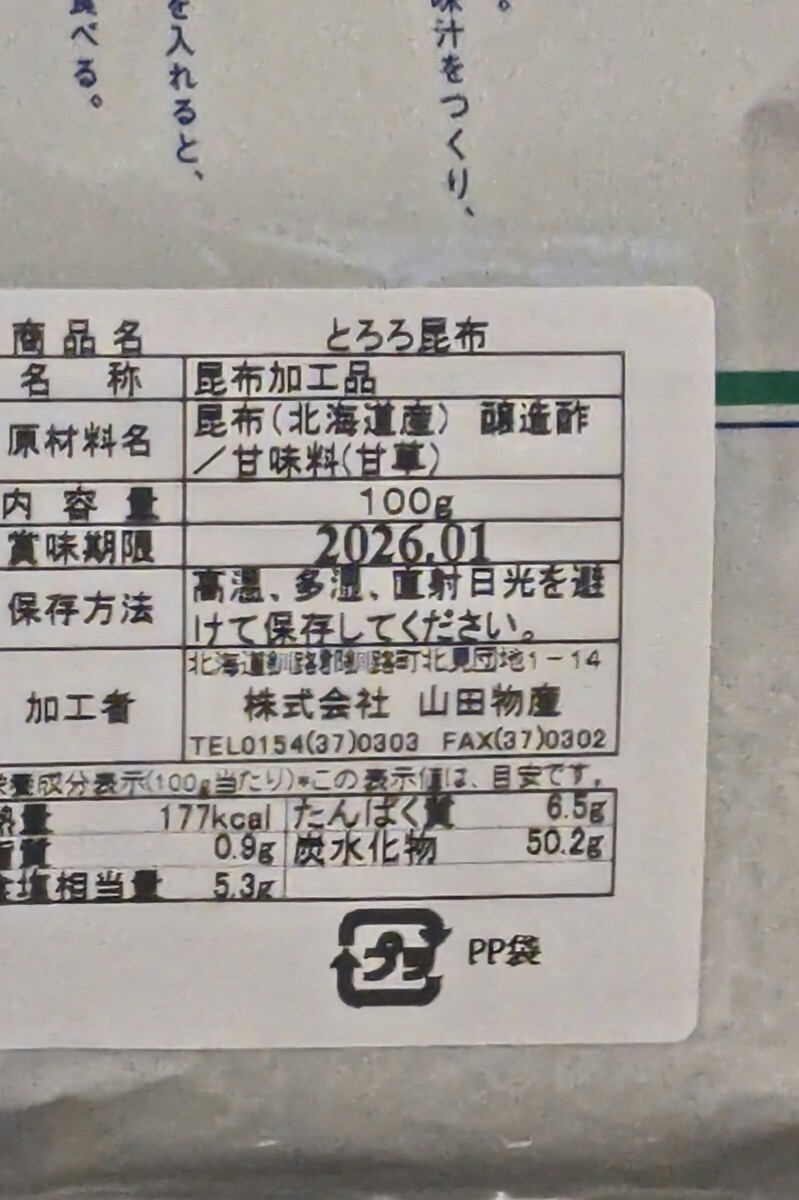 味汁をつくり、
を入れると、
食べる。
商品名 とろろ昆布
名称 昆布加工品
原材料名 昆布(北海道産) 醸造酢
/甘味料(甘草)
内容量 100g
賞味期限 2026.01
保存方法 高温、多湿、直射日光を避
けて保存してください。
北海道釧路郡釧路町北見団地1-14
加工者 株式会社 山田物産
TEL0154(37)0303 FAX(37)0302
栄養成分表示(100g当たり)*この表示値は、目安です。
熱量 177kcal たんぱく質 6.5g
脂質 0.9g 炭水化物 50.2g
食塩相当量 5.3g
プラ PP袋